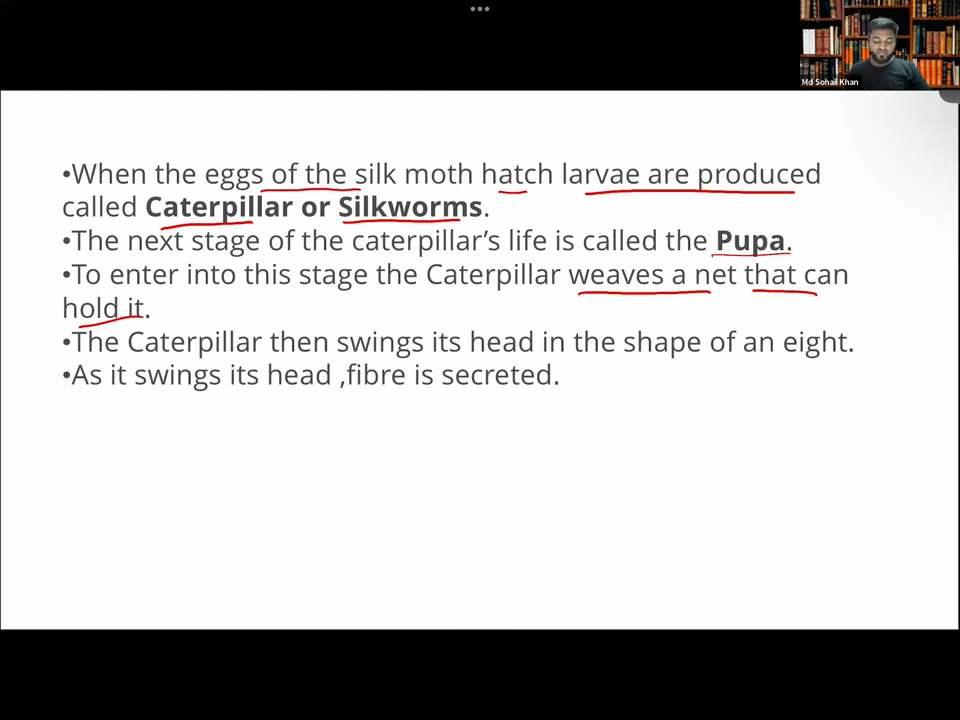 Md Sohail Khan
•When the eggs of the silk moth hatch larvae are produced
called Caterpillar or Silkworms.
•The next stage of the caterpillar’s life is called the Pupa.
•To enter into this stage the Caterpillar weaves a net that can
hold it.
•The Caterpillar then swings its head in the shape of an eight.
•As it swings its head ,fibre is secreted.